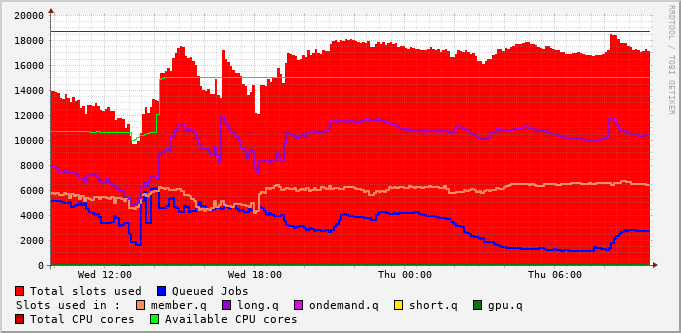 20000
18000
16000
14000
12000
10000
8000
6000
4000
2000
0
Wed 12:00 Wed 18:00 Thu 00:00 Thu 06:00
RRDTOOL / TOBI OETIKER
Total slots used Queued Jobs
Slots used in : member.q long.q ondemand.q short.q gpu.q
Total CPU cores Available CPU cores